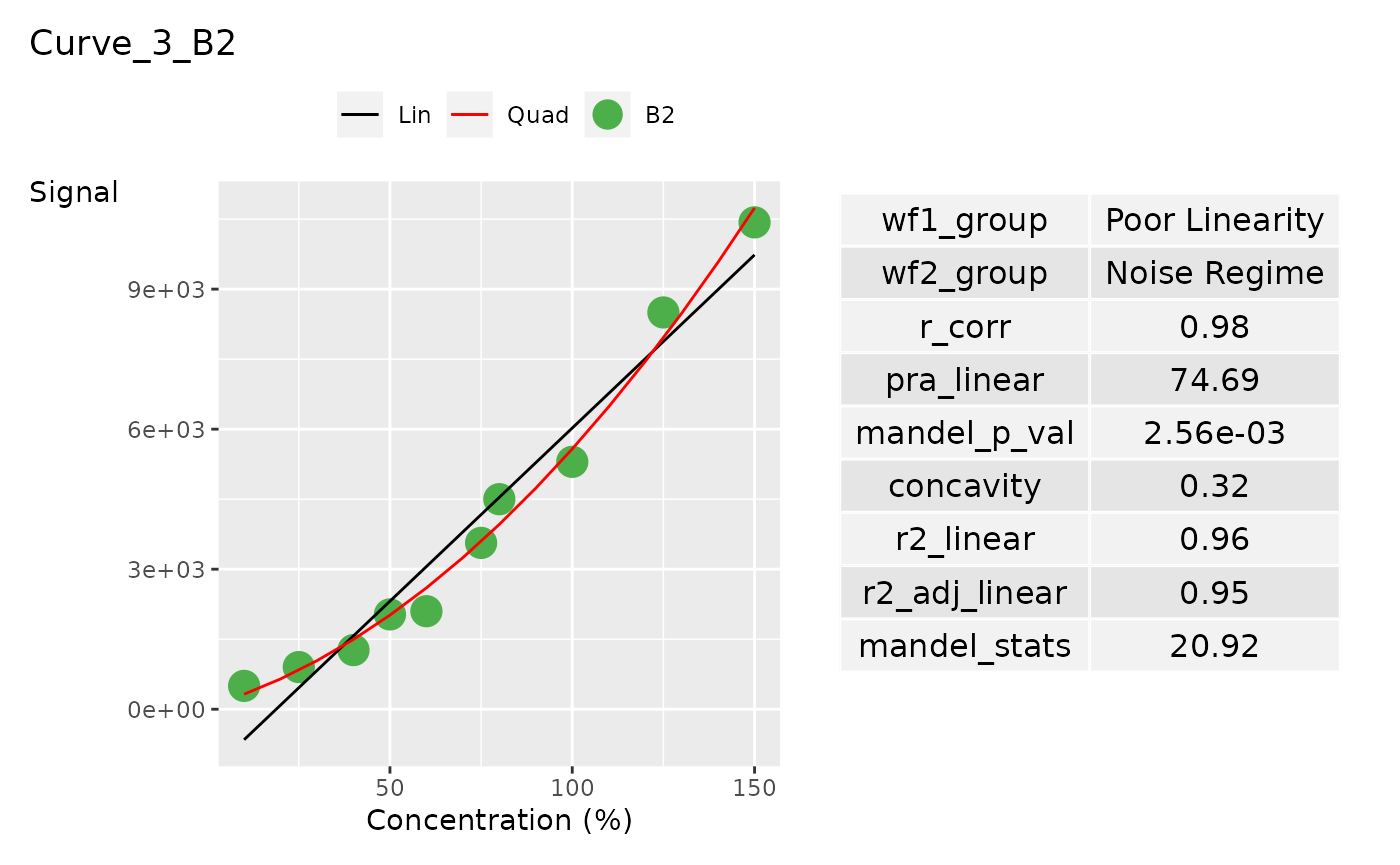 Curve_3_B2
Lin Quad B2
Signal
9e+03
6e+03
3e+03
0e+00
50 100 150
Concentration (%)
wf1_group Poor Linearity
wf2_group Noise Regime
r_corr 0.98
pra_linear 74.69
mandel_p_val 2.56e-03
concavity 0.32
r2_linear 0.96
r2_adj_linear 0.95
mandel_stats 20.92